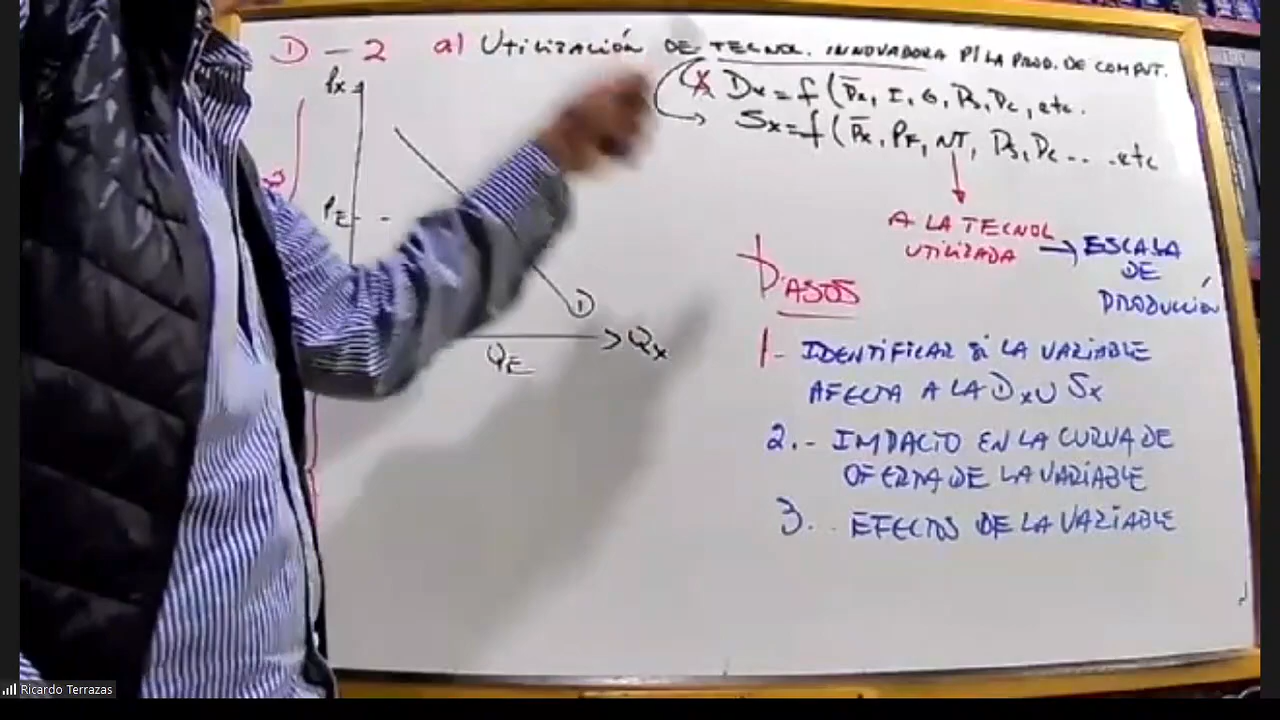 D - 2 a) Utilización DE TECNOL. INNOVADORA P/ LA PROD. DE COMPUT.
X Dx = f (P̄x, I, G, Ps, Pc, etc.
Sx = f (P̄x, PF, NT, Ps, Pc ... etc
Px
PE
D
QE
Qx
A LA TECNOL
UTILIZADA → ESCALA
DE
PRODUCCIÓN
PASOS
1- IDENTIFICAR Si LA VARIABLE
AFECTA A LA Dx U Sx
2.- IMPACTO EN LA CURVA DE
OFERTA DE LA VARIABLE
3. .. EFECTOS DE LA VARIABLE
Ricardo Terrazas